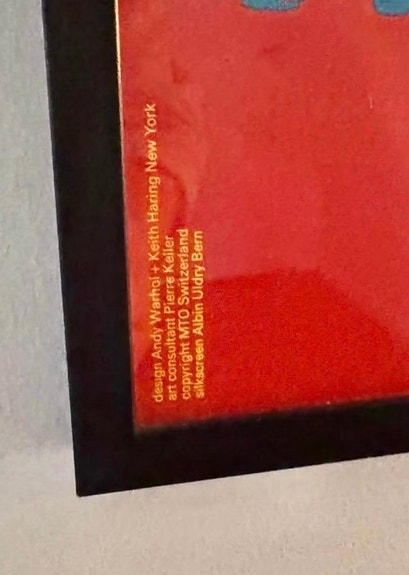 design Andy Warhol + Keith Haring New York
art consultant Pierre Keller
copyright MTO Switzerland
silkscreen Albin Uldry Bern